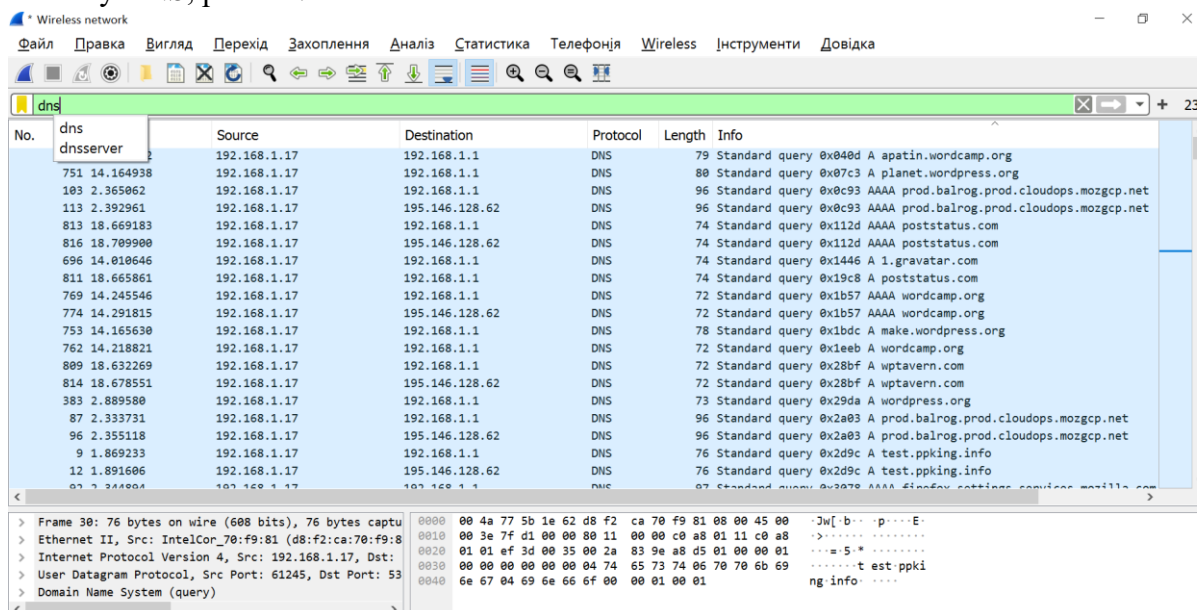 * Wireless network
Файл Правка Вигляд Перехід Захоплення Аналіз Статистика Телефонія Wireless Інструменти Довідка
dns + 23
dns
dnsserver
No. Source Destination Protocol Length Info
2 192.168.1.17 192.168.1.1 DNS 79 Standard query 0x040d A apatin.wordcamp.org
751 14.164938 192.168.1.17 192.168.1.1 DNS 80 Standard query 0x07c3 A planet.wordpress.org
103 2.365062 192.168.1.17 192.168.1.1 DNS 96 Standard query 0x0c93 AAAA prod.balrog.prod.cloudops.mozgcp.net
113 2.392961 192.168.1.17 195.146.128.62 DNS 96 Standard query 0x0c93 AAAA prod.balrog.prod.cloudops.mozgcp.net
813 18.669183 192.168.1.17 192.168.1.1 DNS 74 Standard query 0x112d AAAA poststatus.com
816 18.709900 192.168.1.17 195.146.128.62 DNS 74 Standard query 0x112d AAAA poststatus.com
696 14.010646 192.168.1.17 192.168.1.1 DNS 74 Standard query 0x1446 A 1.gravatar.com
811 18.665861 192.168.1.17 192.168.1.1 DNS 74 Standard query 0x19c8 A poststatus.com
769 14.245546 192.168.1.17 192.168.1.1 DNS 72 Standard query 0x1b57 AAAA wordcamp.org
774 14.291815 192.168.1.17 195.146.128.62 DNS 72 Standard query 0x1b57 AAAA wordcamp.org
753 14.165630 192.168.1.17 192.168.1.1 DNS 78 Standard query 0x1bdc A make.wordpress.org
762 14.218821 192.168.1.17 192.168.1.1 DNS 72 Standard query 0x1eeb A wordcamp.org
809 18.632269 192.168.1.17 192.168.1.1 DNS 72 Standard query 0x28bf A wptavern.com
814 18.678551 192.168.1.17 195.146.128.62 DNS 72 Standard query 0x28bf A wptavern.com
383 2.889580 192.168.1.17 192.168.1.1 DNS 73 Standard query 0x29da A wordpress.org
87 2.333731 192.168.1.17 192.168.1.1 DNS 96 Standard query 0x2a03 A prod.balrog.prod.cloudops.mozgcp.net
96 2.355118 192.168.1.17 195.146.128.62 DNS 96 Standard query 0x2a03 A prod.balrog.prod.cloudops.mozgcp.net
9 1.869233 192.168.1.17 192.168.1.1 DNS 76 Standard query 0x2d9c A test.ppking.info
12 1.891606 192.168.1.17 195.146.128.62 DNS 76 Standard query 0x2d9c A test.ppking.info
92 2.344894 192.168.1.17 192.168.1.1 DNS 97 Standard query 0x3078 AAAA firefox.settings.services.mozilla.com
> Frame 30: 76 bytes on wire (608 bits), 76 bytes captu
> Ethernet II, Src: IntelCor_70:f9:81 (d8:f2:ca:70:f9:8
> Internet Protocol Version 4, Src: 192.168.1.17, Dst:
> User Datagram Protocol, Src Port: 61245, Dst Port: 53
> Domain Name System (query)
0000 00 4a 77 5b 1e 62 d8 f2 ca 70 f9 81 08 00 45 00 ·Jw[·b·· ·p····E·
0010 00 3e 7f d1 00 00 80 11 00 00 c0 a8 01 11 c0 a8 ·>······ ········
0020 01 01 ef 3d 00 35 00 2a 83 9e a8 d5 01 00 00 01 ···=·5·* ········
0030 00 00 00 00 00 00 04 74 65 73 74 06 70 70 6b 69 ·······t est·ppki
0040 6e 67 04 69 6e 66 6f 00 00 01 00 01 ng·info· ····